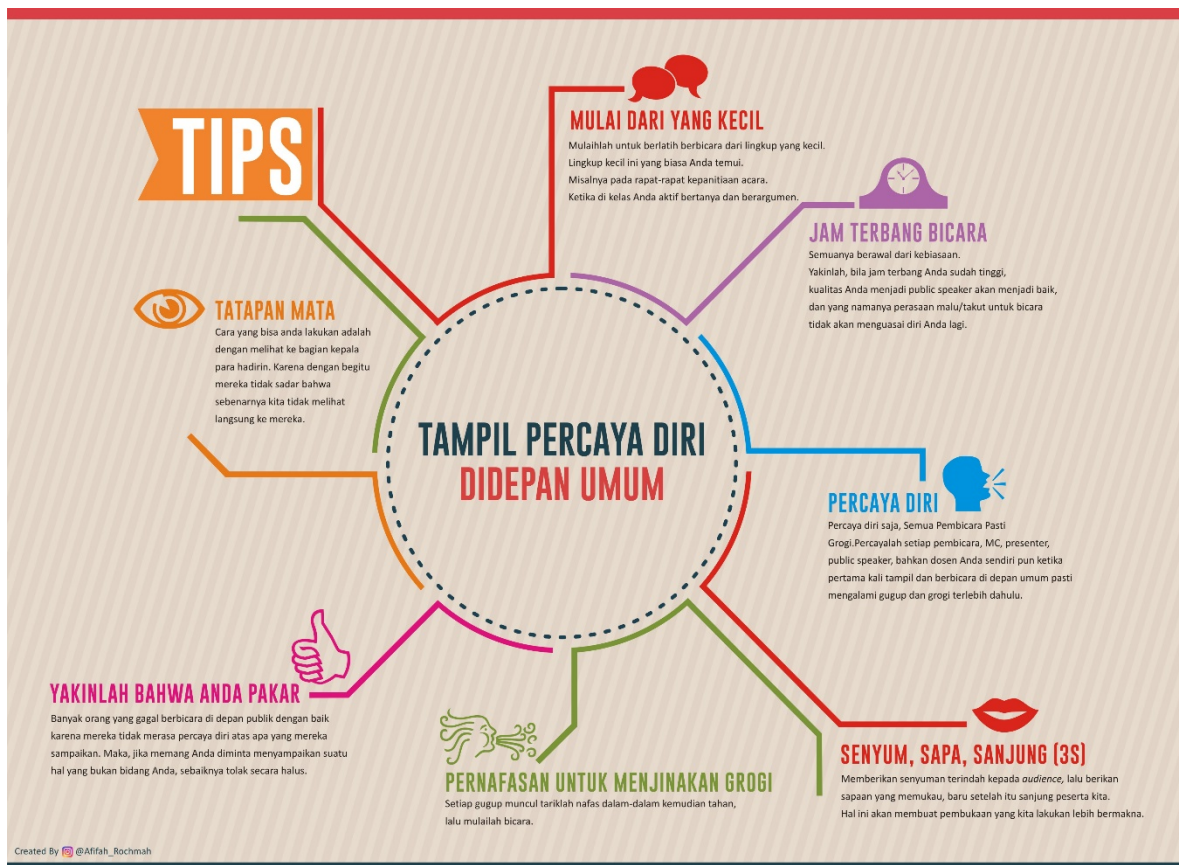 TIPS
MULAI DARI YANG KECIL
Mulaihlah untuk berlatih berbicara dari lingkup yang kecil.
Lingkup kecil ini yang biasa Anda temui.
Misalnya pada rapat-rapat kepanitiaan acara.
Ketika di kelas Anda aktif bertanya dan berargumen.
JAM TERBANG BICARA
Semuanya berawal dari kebiasaan.
Yakinlah, bila jam terbang Anda sudah tinggi,
kualitas Anda menjadi public speaker akan menjadi baik,
dan yang namanya perasaan malu/takut untuk bicara
tidak akan menguasai diri Anda lagi.
TATAPAN MATA
Cara yang bisa anda lakukan adalah
dengan melihat ke bagian kepala
para hadirin. Karena dengan begitu
mereka tidak sadar bahwa
sebenarnya kita tidak melihat
langsung ke mereka.
TAMPIL PERCAYA DIRI
DIDEPAN UMUM
PERCAYA DIRI
Percaya diri saja, Semua Pembicara Pasti
Grogi.Percayalah setiap pembicara, MC, presenter,
public speaker, bahkan dosen Anda sendiri pun ketika
pertama kali tampil dan berbicara di depan umum pasti
mengalami gugup dan grogi terlebih dahulu.
YAKINLAH BAHWA ANDA PAKAR
Banyak orang yang gagal berbicara di depan publik dengan baik
karena mereka tidak merasa percaya diri atas apa yang mereka
sampaikan. Maka, jika memang Anda diminta menyampaikan suatu
hal yang bukan bidang Anda, sebaiknya tolak secara halus.
PERNAFASAN UNTUK MENJINAKAN GROGI
Setiap gugup muncul tariklah nafas dalam-dalam kemudian tahan,
lalu mulailah bicara.
SENYUM, SAPA, SANJUNG (3S)
Memberikan senyuman terindah kepada audience, lalu berikan
sapaan yang memukau, baru setelah itu sanjung peserta kita.
Hal ini akan membuat pembukaan yang kita lakukan lebih bermakna.
Created By @Afifah_Rochmah